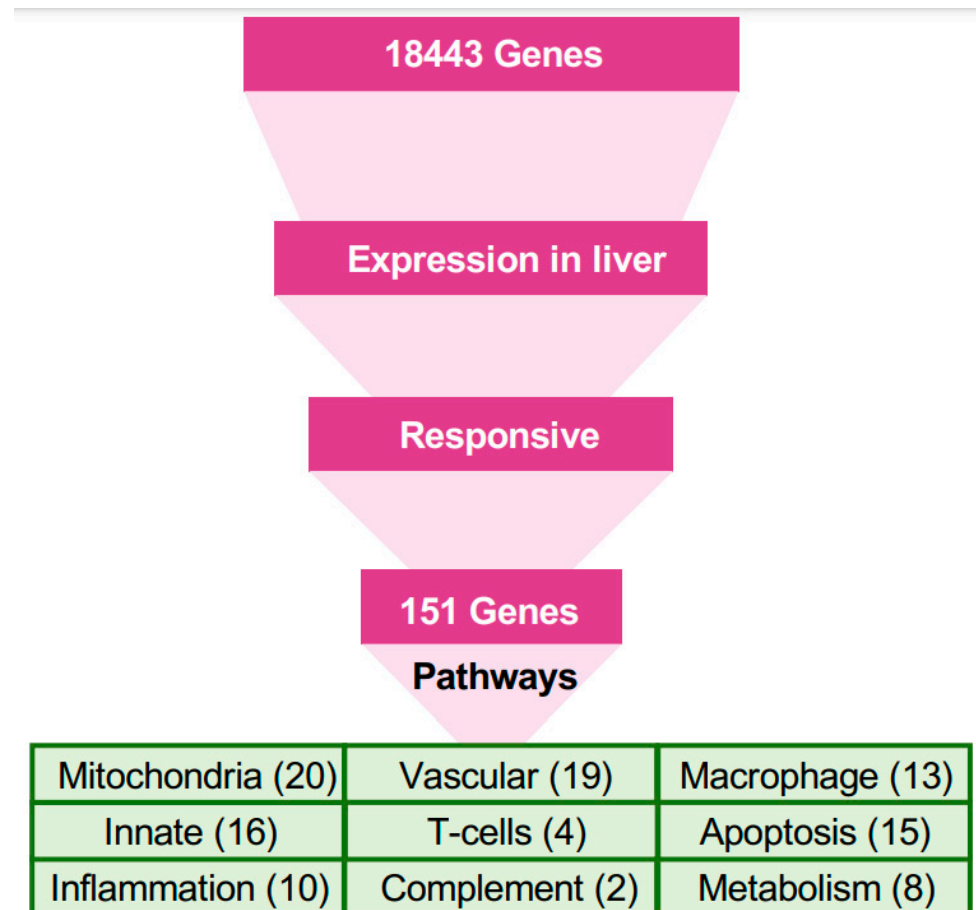 18443 Genes
Expression in liver
Responsive
151 Genes
Pathways
Mitochondria (20) Vascular (19) Macrophage (13)
Innate (16) T-cells (4) Apoptosis (15)
Inflammation (10) Complement (2) Metabolism (8)